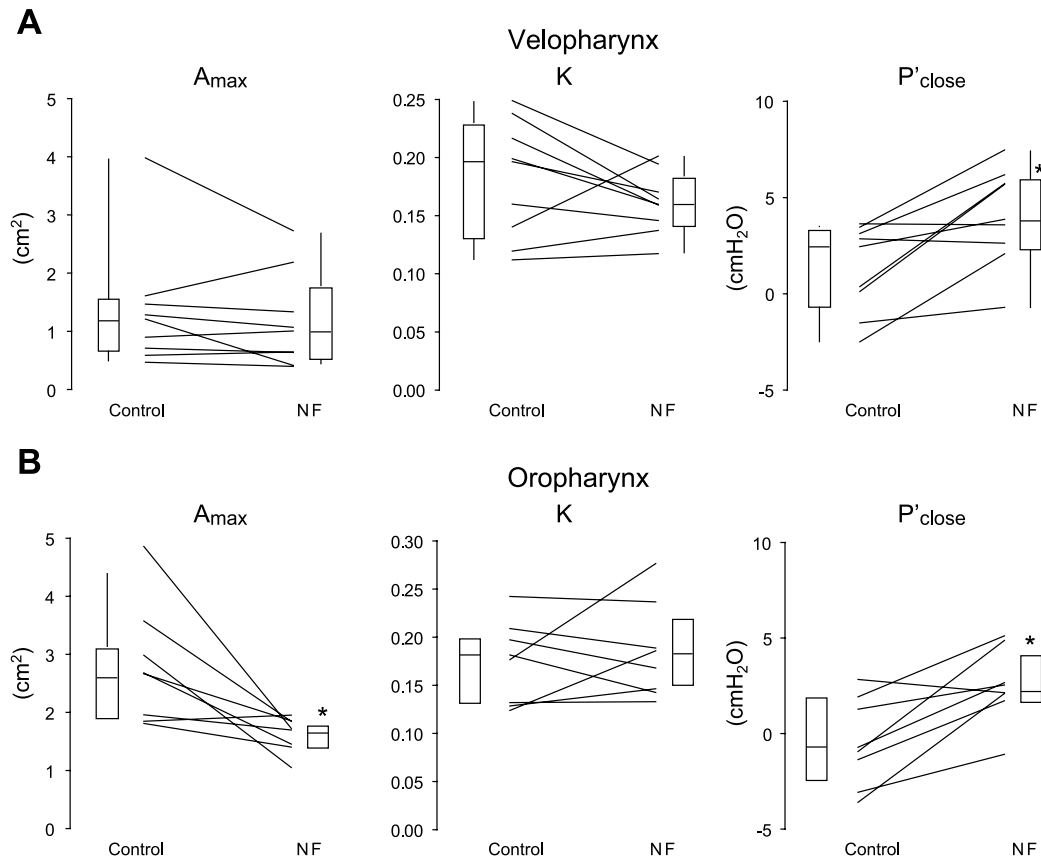 A
Velopharynx
Amax K P'close
5 0.25 10
4 0.20
3 0.15 5
2 0.10 0
1 0.05
0 0.00 -5
(cm2) (cmH2O)
Control NF Control NF Control NF
*
B
Oropharynx
Amax K P'close
5 0.30 10
4 0.25
3 0.20 5
2 0.15 0
1 0.10
0 0.05
0.00 -5
(cm2) (cmH2O)
Control NF Control NF Control NF
* *